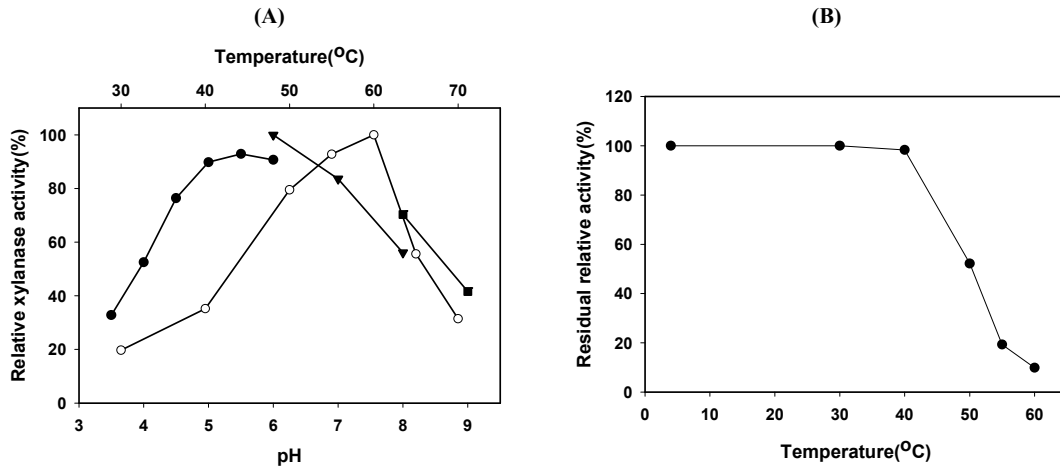 (A)
Temperature(°C)
30 40 50 60 70
Relative xylanase activity(%)
100
80
60
40
20
0
3 4 5 6 7 8 9
pH
(B)
Residual relative activity(%)
120
100
80
60
40
20
0
0 10 20 30 40 50 60
Temperature(°C)